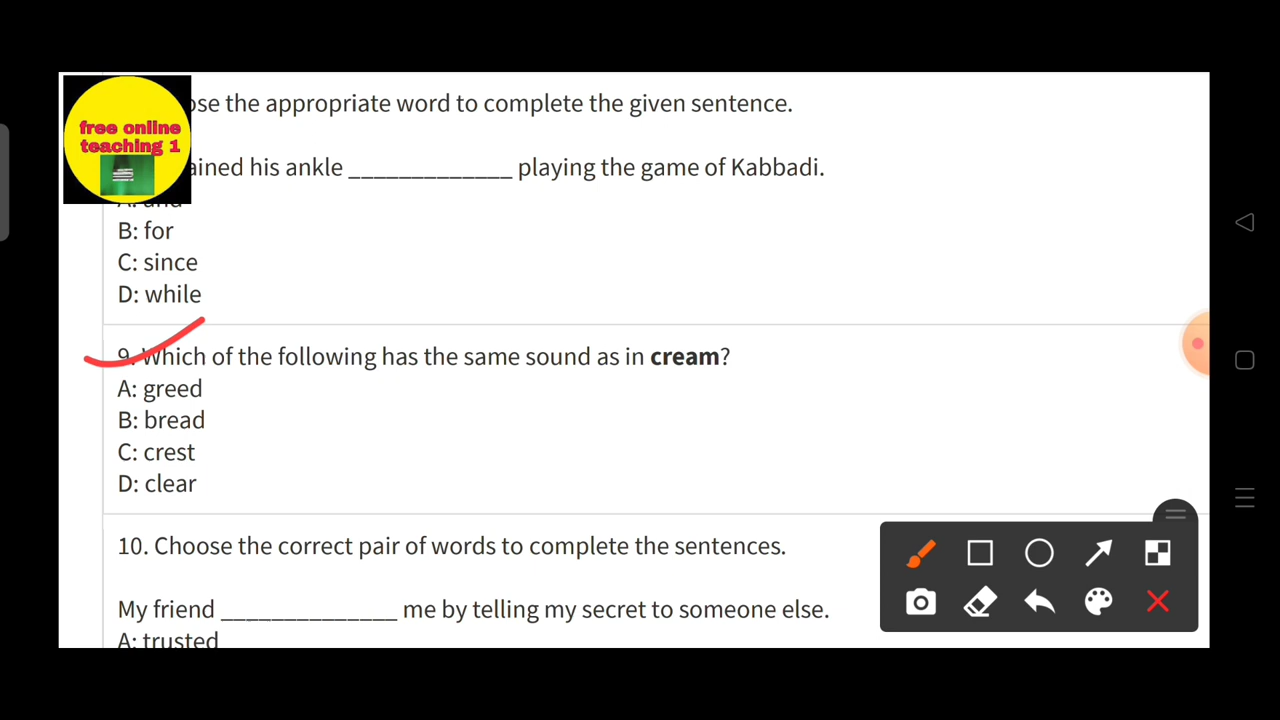 free online
teaching 1
ose the appropriate word to complete the given sentence.
ained his ankle _____________ playing the game of Kabbadi.
B: for
C: since
D: while
9. Which of the following has the same sound as in cream?
A: greed
B: bread
C: crest
D: clear
10. Choose the correct pair of words to complete the sentences.
My friend ______________ me by telling my secret to someone else.
A: trusted